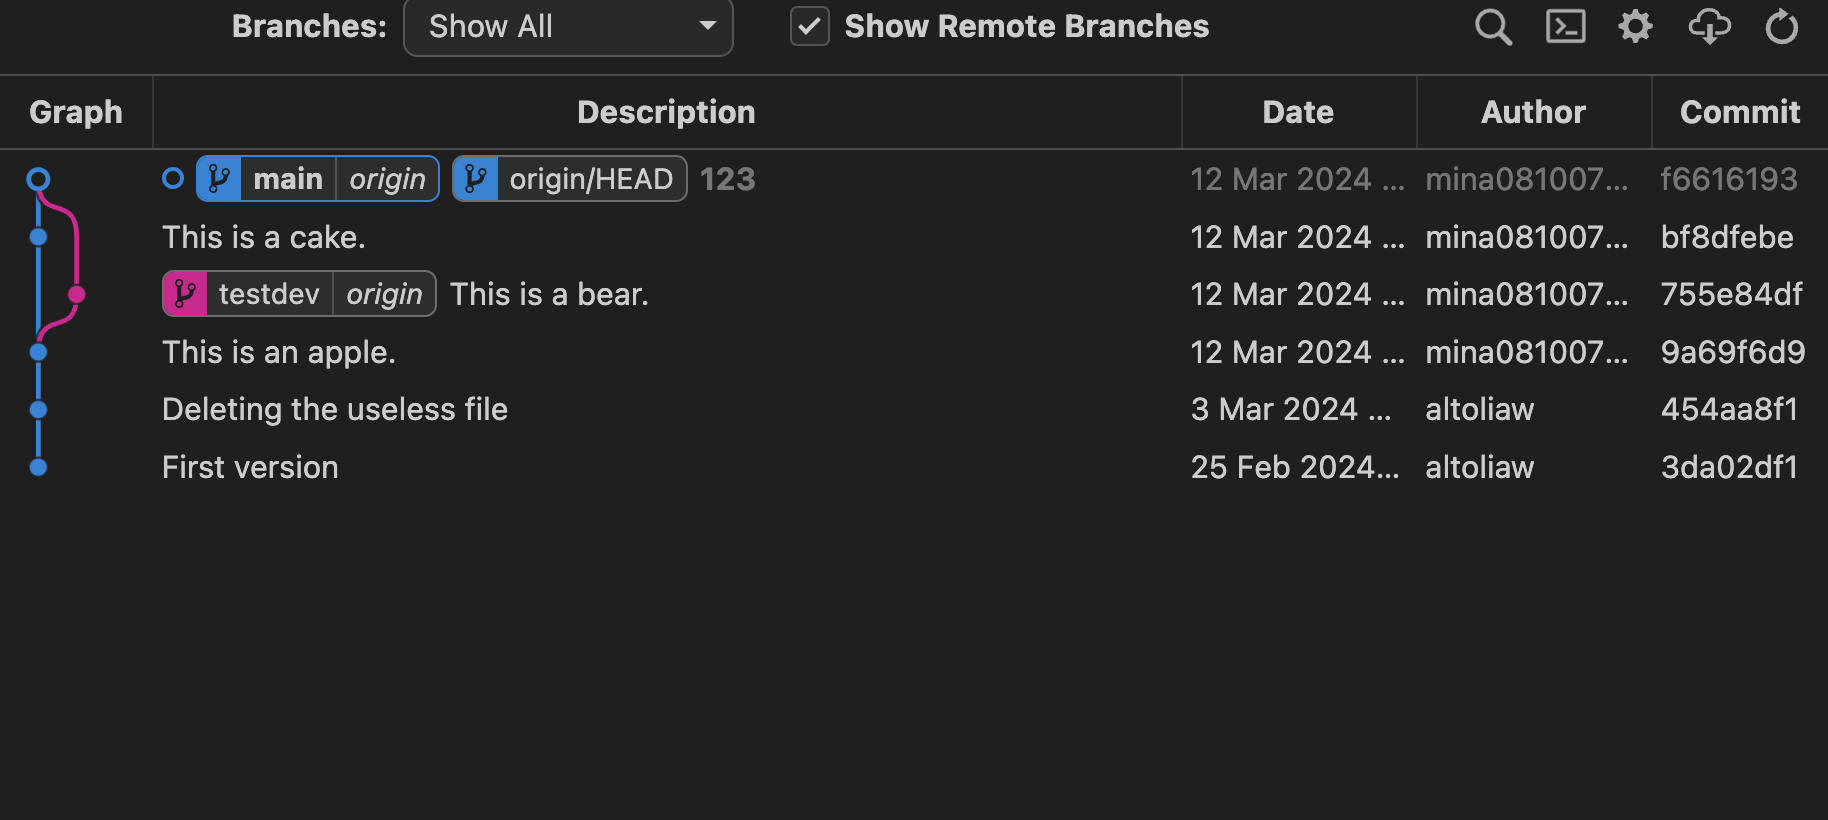 Branches: Show All Show Remote Branches
Graph Description Date Author Commit
main origin origin/HEAD 123 12 Mar 2024 ... mina081007... f6616193
This is a cake. 12 Mar 2024 ... mina081007... bf8dfebe
testdev origin This is a bear. 12 Mar 2024 ... mina081007... 755e84df
This is an apple. 12 Mar 2024 ... mina081007... 9a69f6d9
Deleting the useless file 3 Mar 2024 ... altoliaw 454aa8f1
First version 25 Feb 2024... altoliaw 3da02df1